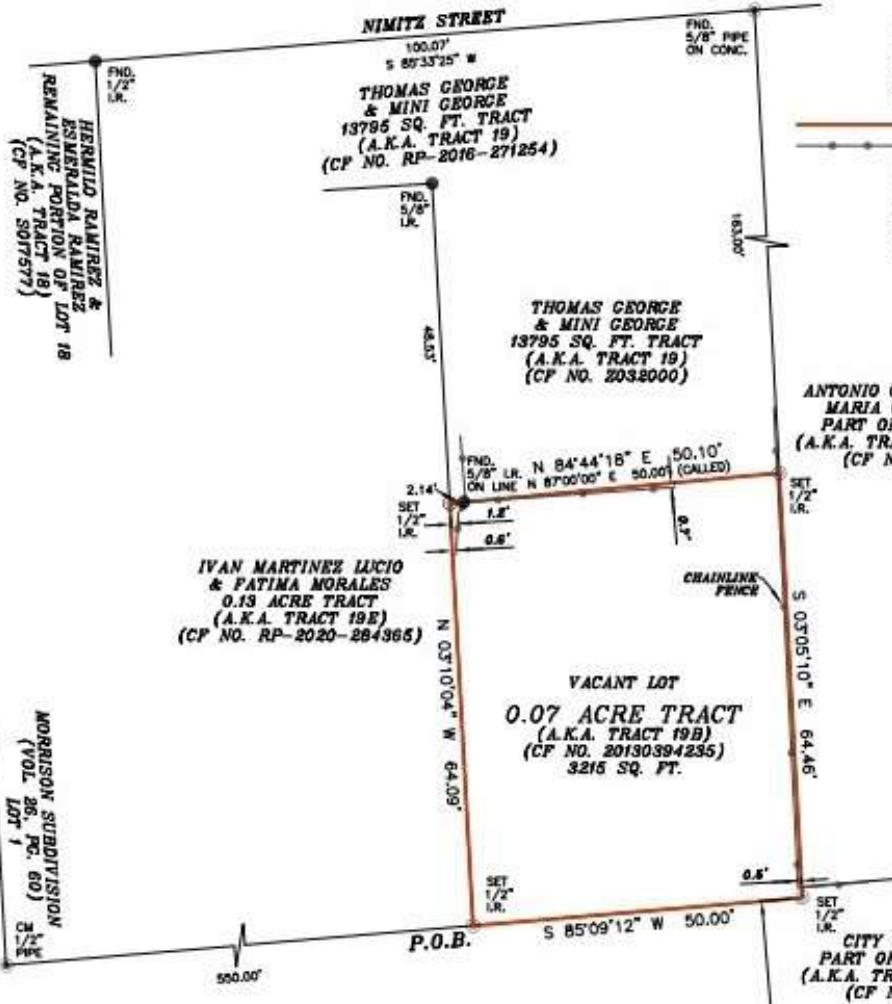 NIMITZ STREET
100.07'
S 85°33'25" W
FND.
5/8" PIPE
ON CONC.
FND.
1/2"
I.R.
THOMAS GEORGE
& MINI GEORGE
13795 SQ. FT. TRACT
(A.K.A. TRACT 19)
(CF NO. RP-2016-271254)
HERMILO RAMIREZ &
ESMERALDA RAMIREZ
REMAINING PORTION OF LOT 18
(A.K.A. TRACT 18)
(CF NO. S017577)
FND.
5/8"
I.R.
163.00'
48.53'
THOMAS GEORGE
& MINI GEORGE
13795 SQ. FT. TRACT
(A.K.A. TRACT 19)
(CF NO. Z032000)
ANTONIO
MARIA
PART OF
(A.K.A. TRA
(CF N
FND.
5/8" I.R.
ON LINE
N 84°44'18" E 50.10'
N 87°00'00" E 50.00' (CALLED)
2.14'
SET
1/2"
I.R.
1.2'
0.6'
0.7'
SET
1/2"
I.R.
IVAN MARTINEZ LUCIO
& FATIMA MORALES
0.13 ACRE TRACT
(A.K.A. TRACT 19E)
(CF NO. RP-2020-284365)
CHAINLINK
FENCE
N 03°10'04" W 64.09'
S 03°05'10" E 64.46'
VACANT LOT
0.07 ACRE TRACT
(A.K.A. TRACT 19B)
(CF NO. 20130394235)
3215 SQ. FT.
MORRISON SUBDIVISION
(VOL. 26, PG. 60)
LOT 1
CM
1/2"
PIPE
550.00'
P.O.B.
SET
1/2"
I.R.
S 85°09'12" W 50.00'
0.5'
SET
1/2"
I.R.
CITY
PART OF
(A.K.A. TRA
(CF N